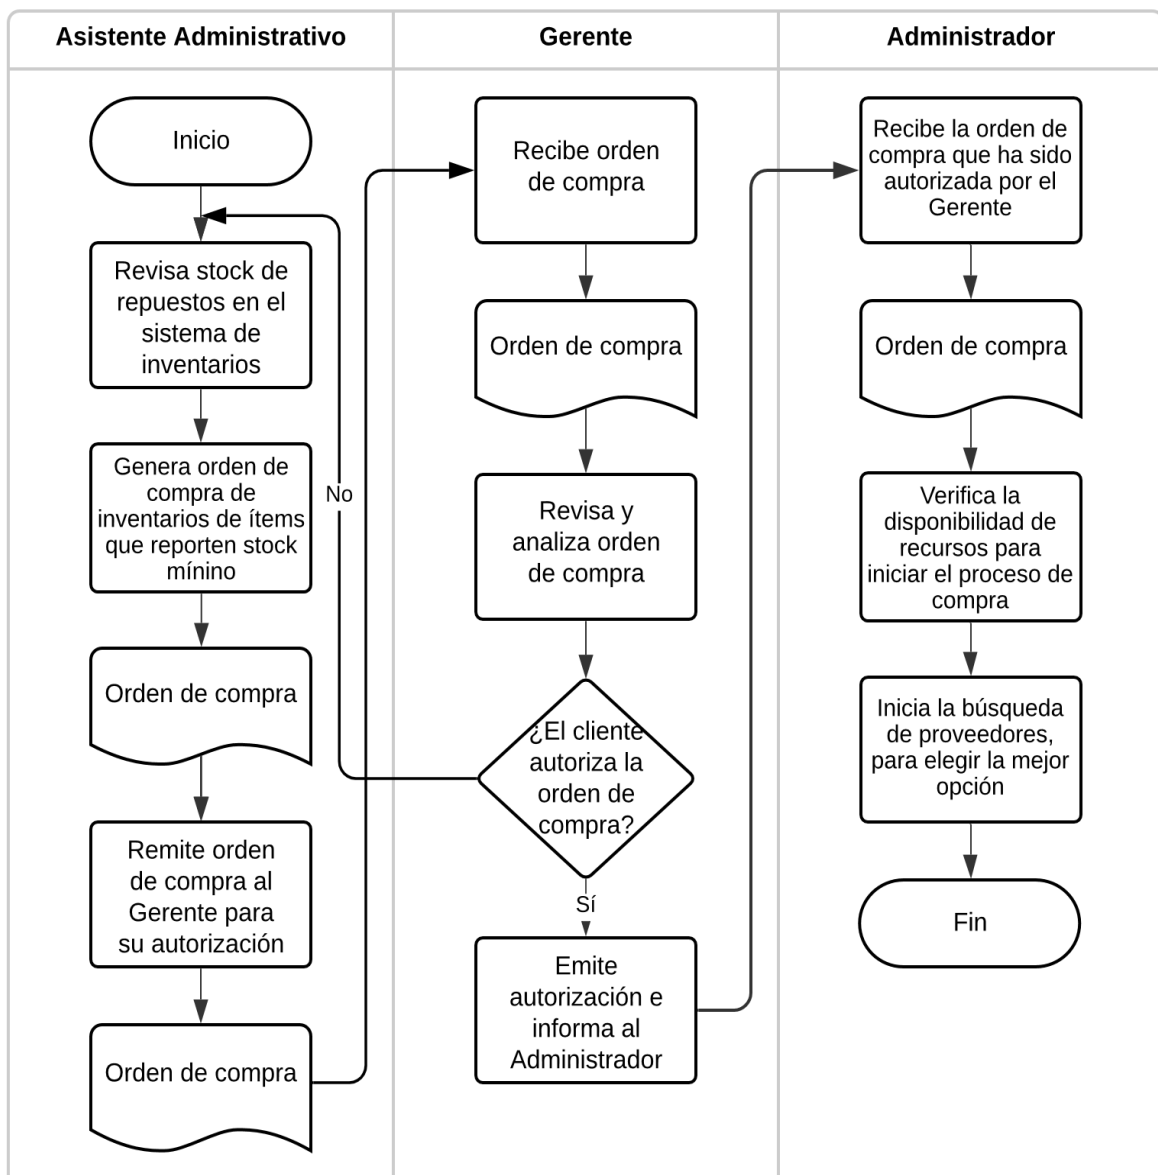 Asistente Administrativo
Gerente
Administrador
Inicio
Revisa stock de
repuestos en el
sistema de
inventarios
Genera orden de
compra de
inventarios de ítems
que reporten stock
mínino
Orden de compra
Remite orden
de compra al
Gerente para
su autorización
Orden de compra
No
Recibe orden
de compra
Orden de compra
Revisa y
analiza orden
de compra
¿El cliente
autoriza la
orden de
compra?
Sí
Emite
autorización e
informa al
Administrador
Recibe la orden de
compra que ha sido
autorizada por el
Gerente
Orden de compra
Verifica la
disponibilidad de
recursos para
iniciar el proceso de
compra
Inicia la búsqueda
de proveedores,
para elegir la mejor
opción
Fin